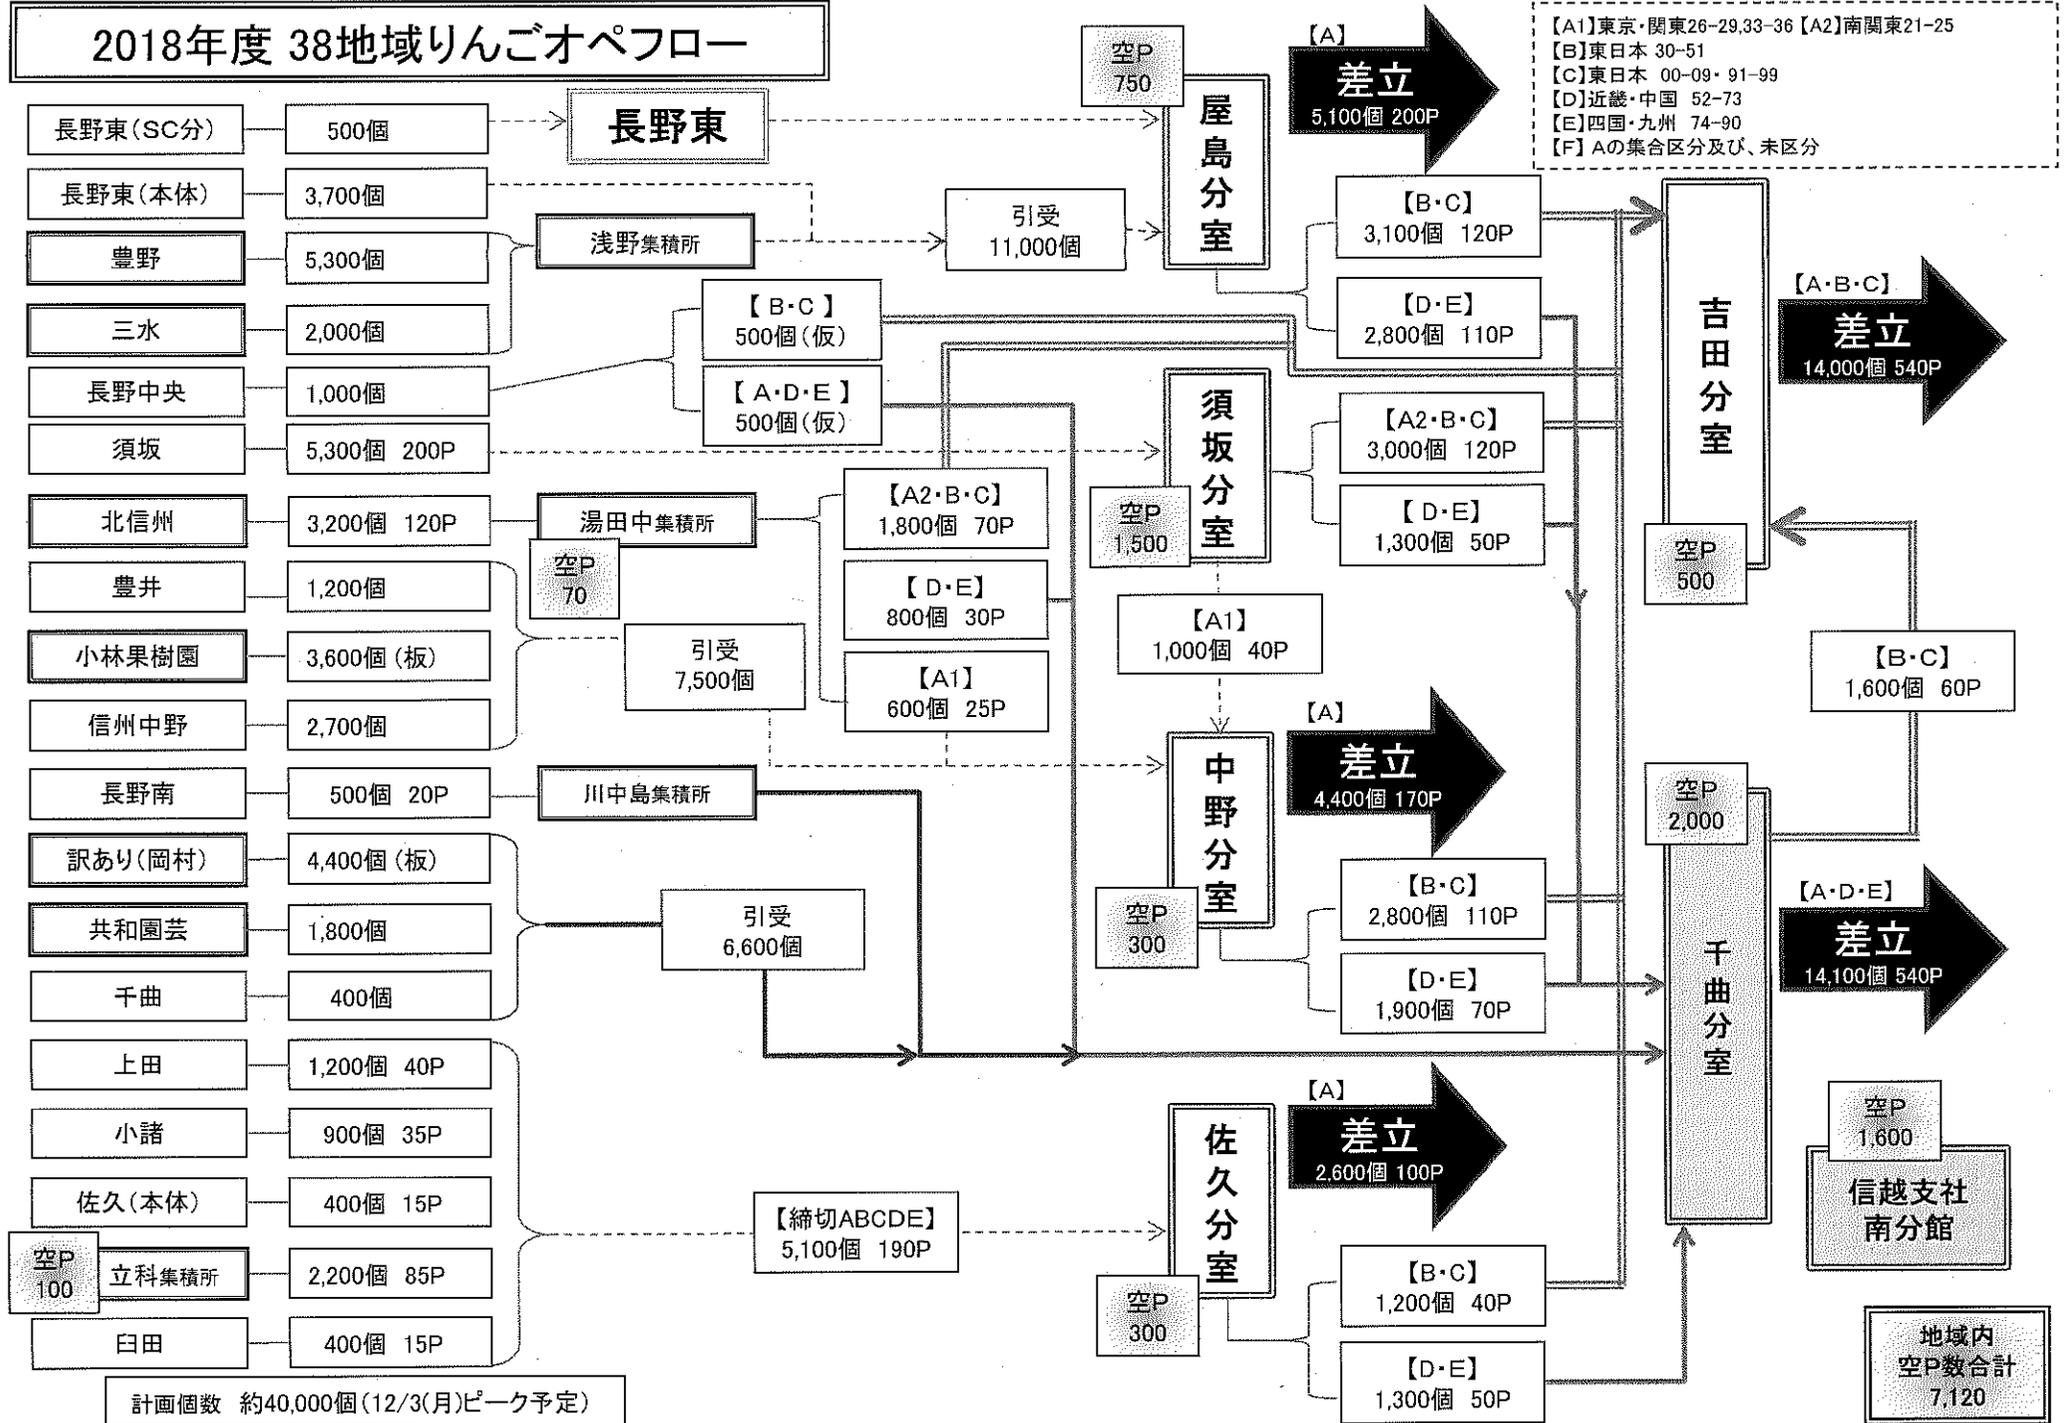 2018年度 38地域りんごオペフロー
【A1】東京・関東26-29,33-36【A2】南関東21-25
【B】東日本 30-51
【C】東日本 00-09・91-99
【D】近畿・中国 52-73
【E】四国・九州 74-90
【F】Aの集合区分及び、未区分
長野東(SC分)
500個
長野東
長野東(本体)
3,700個
豊野
5,300個
浅野集積所
三水
2,000個
引受
11,000個
長野中央
1,000個
【B・C】
500個(仮)
【A・D・E】
500個(仮)
須坂
5,300個 200P
北信州
3,200個 120P
湯田中集積所
空P
70
【A2・B・C】
1,800個 70P
【D・E】
800個 30P
【A1】
600個 25P
豊井
1,200個
小林果樹園
3,600個(板)
信州中野
2,700個
引受
7,500個
長野南
500個 20P
川中島集積所
訳あり(岡村)
4,400個(板)
共和園芸
1,800個
千曲
400個
引受
6,600個
上田
1,200個 40P
小諸
900個 35P
佐久(本体)
400個 15P
空P
100
立科集積所
2,200個 85P
臼田
400個 15P
【締切ABCDE】
5,100個 190P
計画個数 約40,000個(12/3(月)ピーク予定)
空P
750
屋島分室
【A】
差立
5,100個 200P
【B・C】
3,100個 120P
【D・E】
2,800個 110P
須坂分室
空P
1,500
【A2・B・C】
3,000個 120P
【D・E】
1,300個 50P
【A1】
1,000個 40P
中野分室
空P
300
【A】
差立
4,400個 170P
【B・C】
2,800個 110P
【D・E】
1,900個 70P
佐久分室
空P
300
【A】
差立
2,600個 100P
【B・C】
1,200個 40P
【D・E】
1,300個 50P
吉田分室
空P
500
【A・B・C】
差立
14,000個 540P
【B・C】
1,600個 60P
空P
2,000
千曲分室
【A・D・E】
差立
14,100個 540P
空P
1,600
信越支社
南分館
地域内
空P数合計
7,120